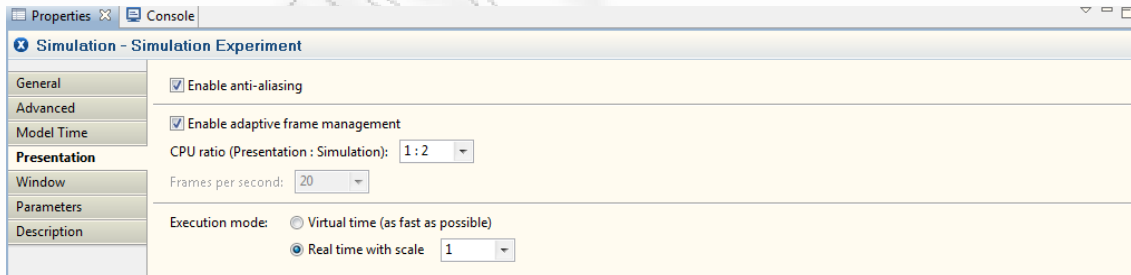 Properties Console
Simulation - Simulation Experiment
General
Enable anti-aliasing
Advanced
Enable adaptive frame management
Model Time
CPU ratio (Presentation : Simulation): 1 : 2
Presentation
Window
Frames per second: 20
Parameters
Execution mode: Virtual time (as fast as possible)
Description
Real time with scale 1